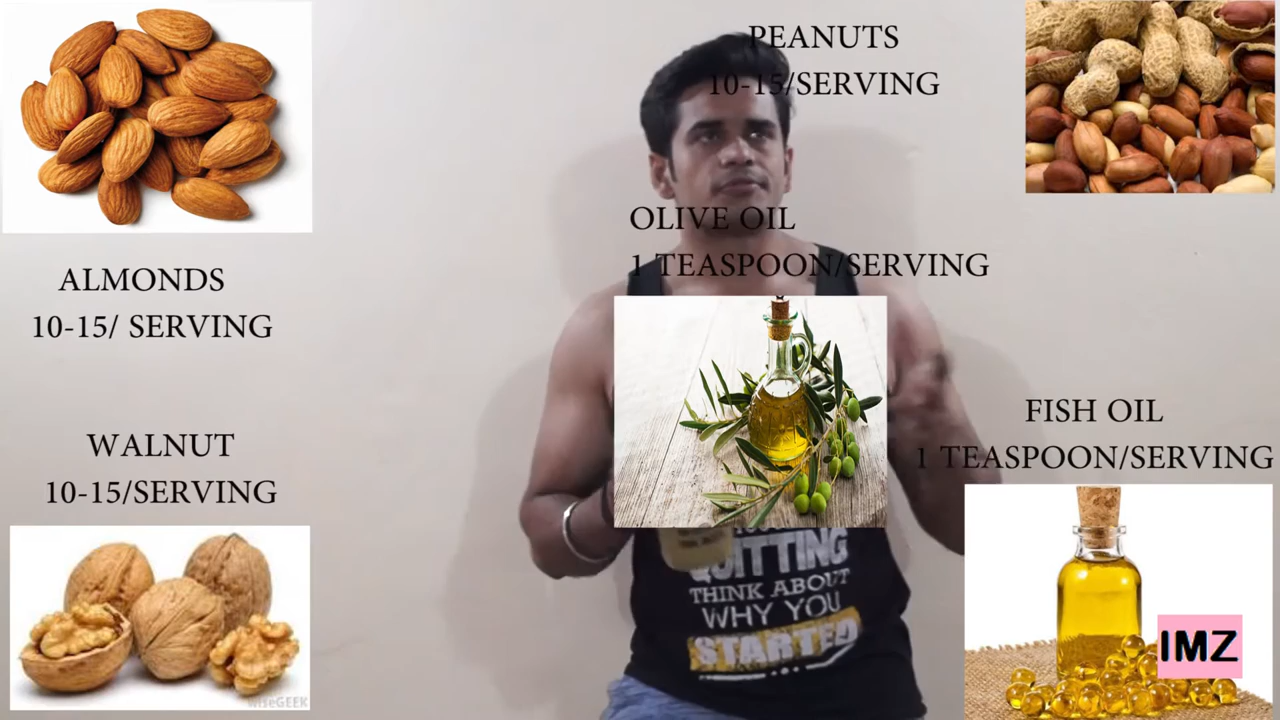 PEANUTS
10-15/SERVING
OLIVE OIL
1 TEASPOON/SERVING
ALMONDS
10-15/ SERVING
FISH OIL
1 TEASPOON/SERVING
WALNUT
10-15/SERVING
QUITTING
THINK ABOUT
WHY YOU
STARTED
IMZ
wiseGEEK